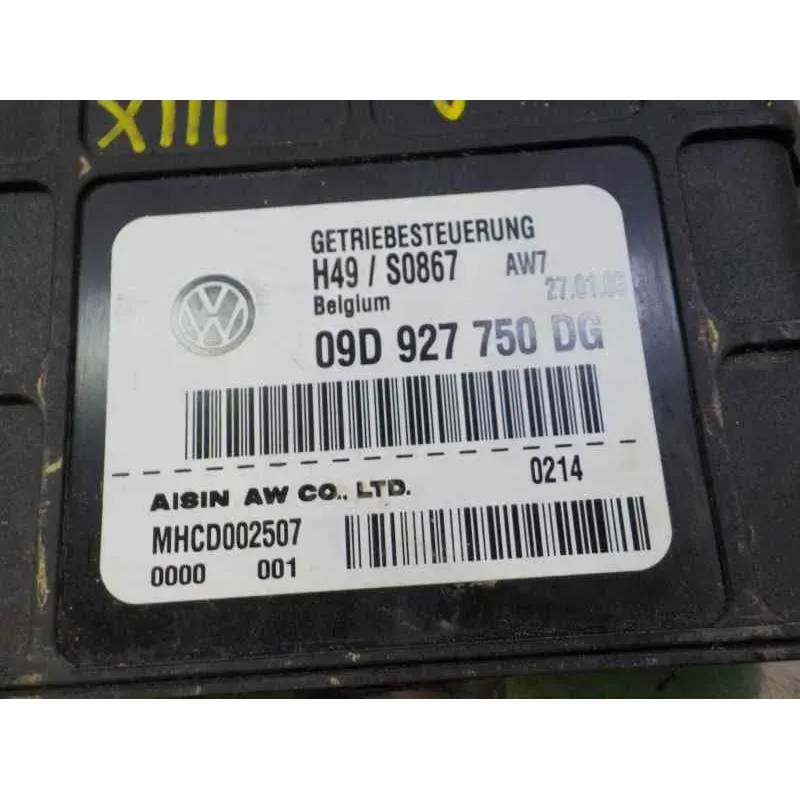 XIII
GETRIEBESTEUERUNG
H49 / S0867 AW7
Belgium
09D 927 750 DG
0214
AISIN AW CO., LTD.
MHCD002507
0000 001